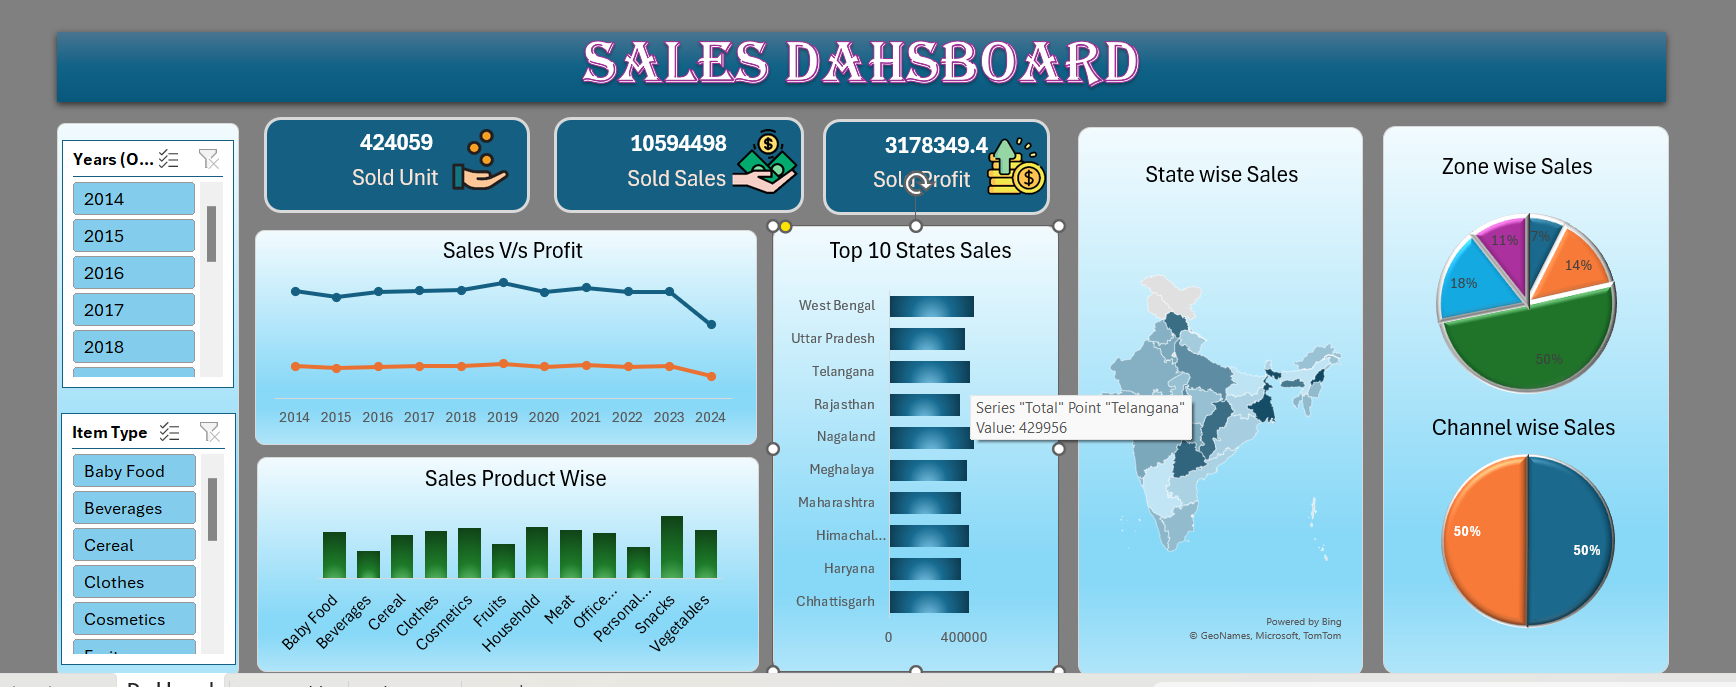 SALES DAHSBOARD
Years (O...
2014
2015
2016
2017
2018
Item Type
Baby Food
Beverages
Cereal
Clothes
Cosmetics
424059
Sold Unit
10594498
Sold Sales
3178349.4
Sold Profit
Sales V/s Profit
2014 2015 2016 2017 2018 2019 2020 2021 2022 2023 2024
Sales Product Wise
Baby Food
Beverages
Cereal
Clothes
Cosmetics
Fruits
Household
Meat
Office...
Personal...
Snacks
Vegetables
Top 10 States Sales
West Bengal
Uttar Pradesh
Telangana
Rajasthan
Nagaland
Meghalaya
Maharashtra
Himachal...
Haryana
Chhattisgarh
0 400000
Series "Total" Point "Telangana"
Value: 429956
State wise Sales
Powered by Bing
© GeoNames, Microsoft, TomTom
Zone wise Sales
11%
7%
14%
18%
50%
Channel wise Sales
50%
50%